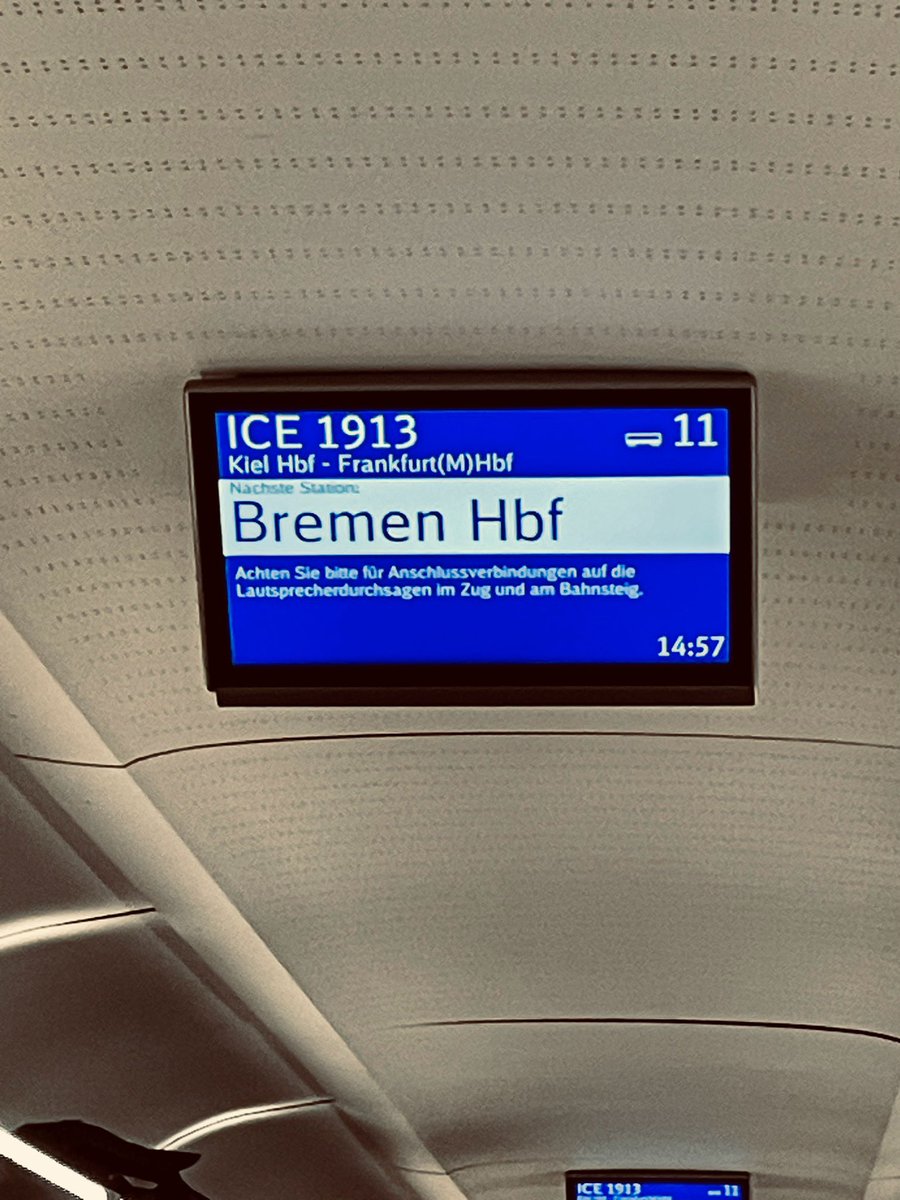 ICE 1913 11
Kiel Hbf - Frankfurt(M)Hbf
Nächste Station:
Bremen Hbf
Achten Sie bitte für Anschlussverbindungen auf die
Lautsprecherdurchsagen im Zug und am Bahnsteig.
14:57
ICE 1913 11